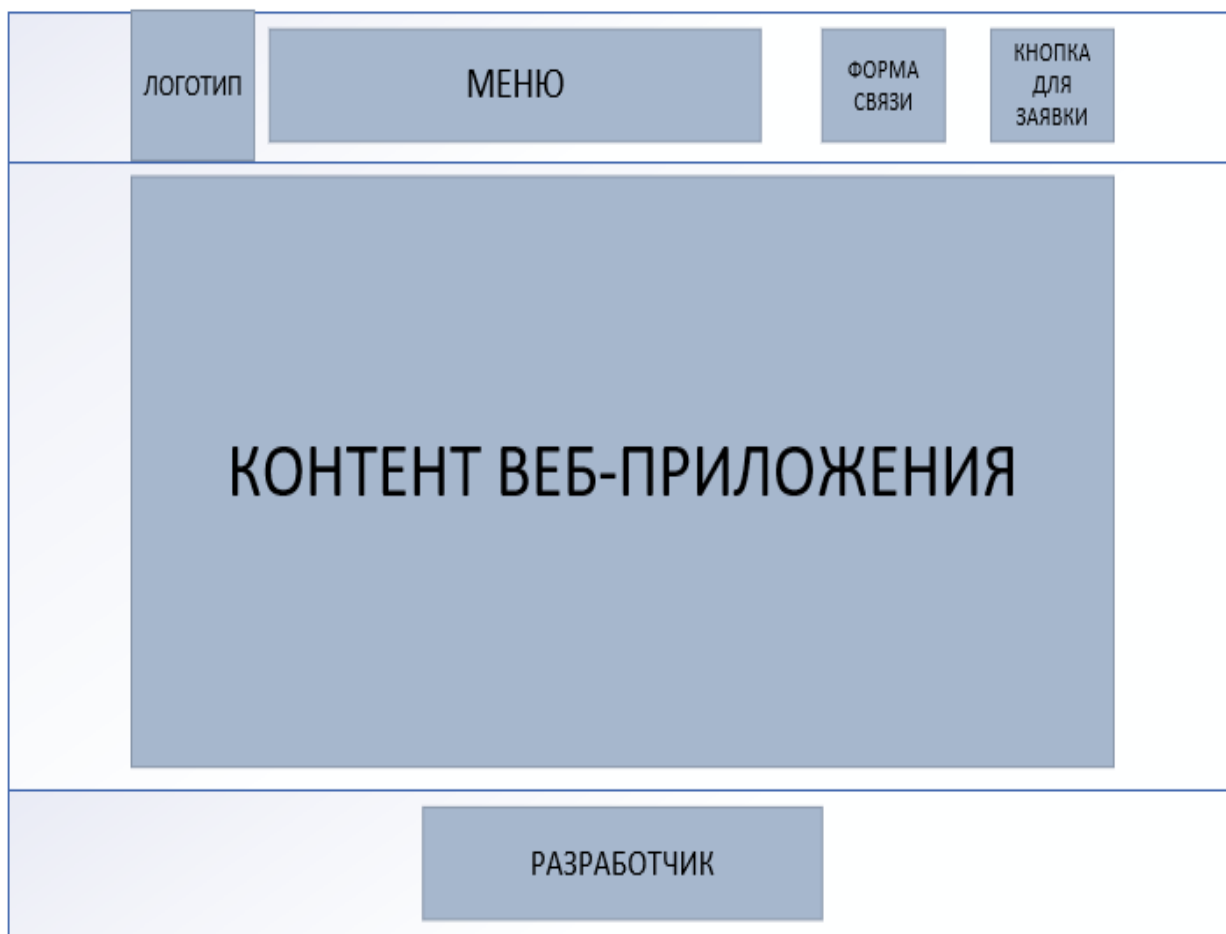 ЛОГОТИП
МЕНЮ
ФОРМА
СВЯЗИ
КНОПКА
ДЛЯ
ЗАЯВКИ
КОНТЕНТ ВЕБ-ПРИЛОЖЕНИЯ
РАЗРАБОТЧИК